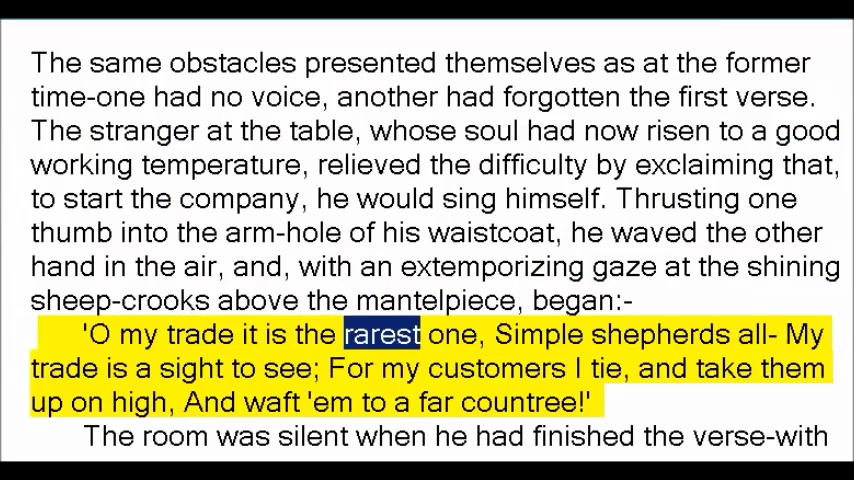 The same obstacles presented themselves as at the former
time-one had no voice, another had forgotten the first verse.
The stranger at the table, whose soul had now risen to a good
working temperature, relieved the difficulty by exclaiming that,
to start the company, he would sing himself. Thrusting one
thumb into the arm-hole of his waistcoat, he waved the other
hand in the air, and, with an extemporizing gaze at the shining
sheep-crooks above the mantelpiece, began:-
'O my trade it is the rarest one, Simple shepherds all- My
trade is a sight to see; For my customers I tie, and take them
up on high, And waft 'em to a far countree!'
The room was silent when he had finished the verse-with